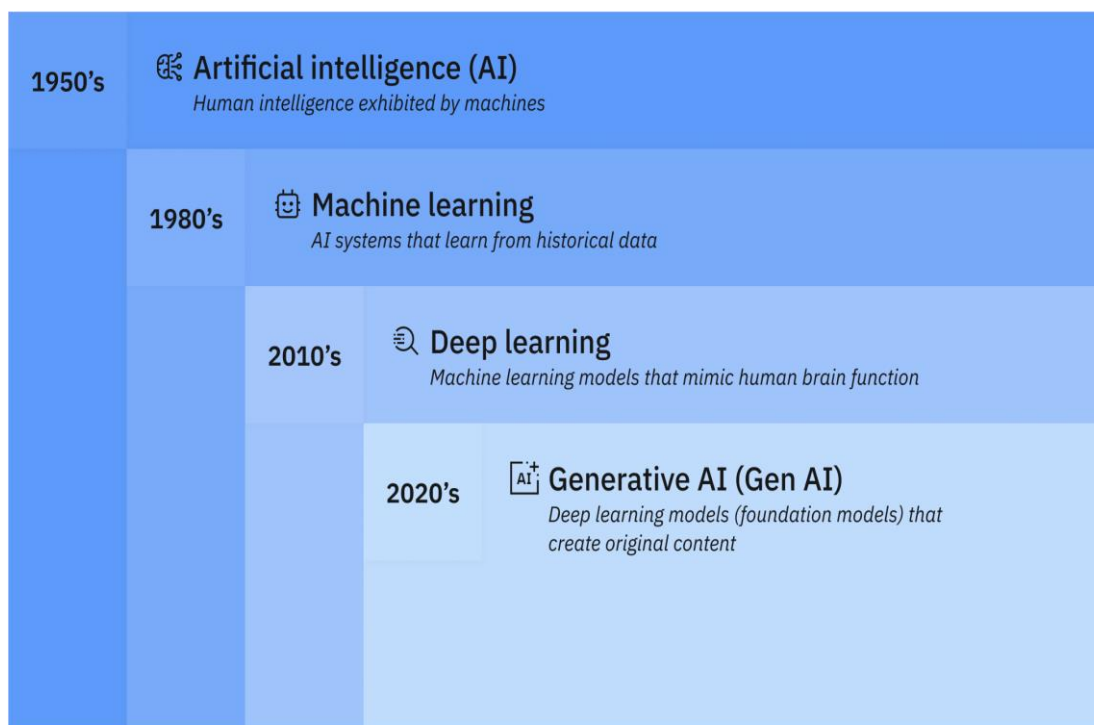 1950's
Artificial intelligence (AI)
Human intelligence exhibited by machines
1980's
Machine learning
AI systems that learn from historical data
2010's
Deep learning
Machine learning models that mimic human brain function
2020's
AI
Generative AI (Gen AI)
Deep learning models (foundation models) that
create original content